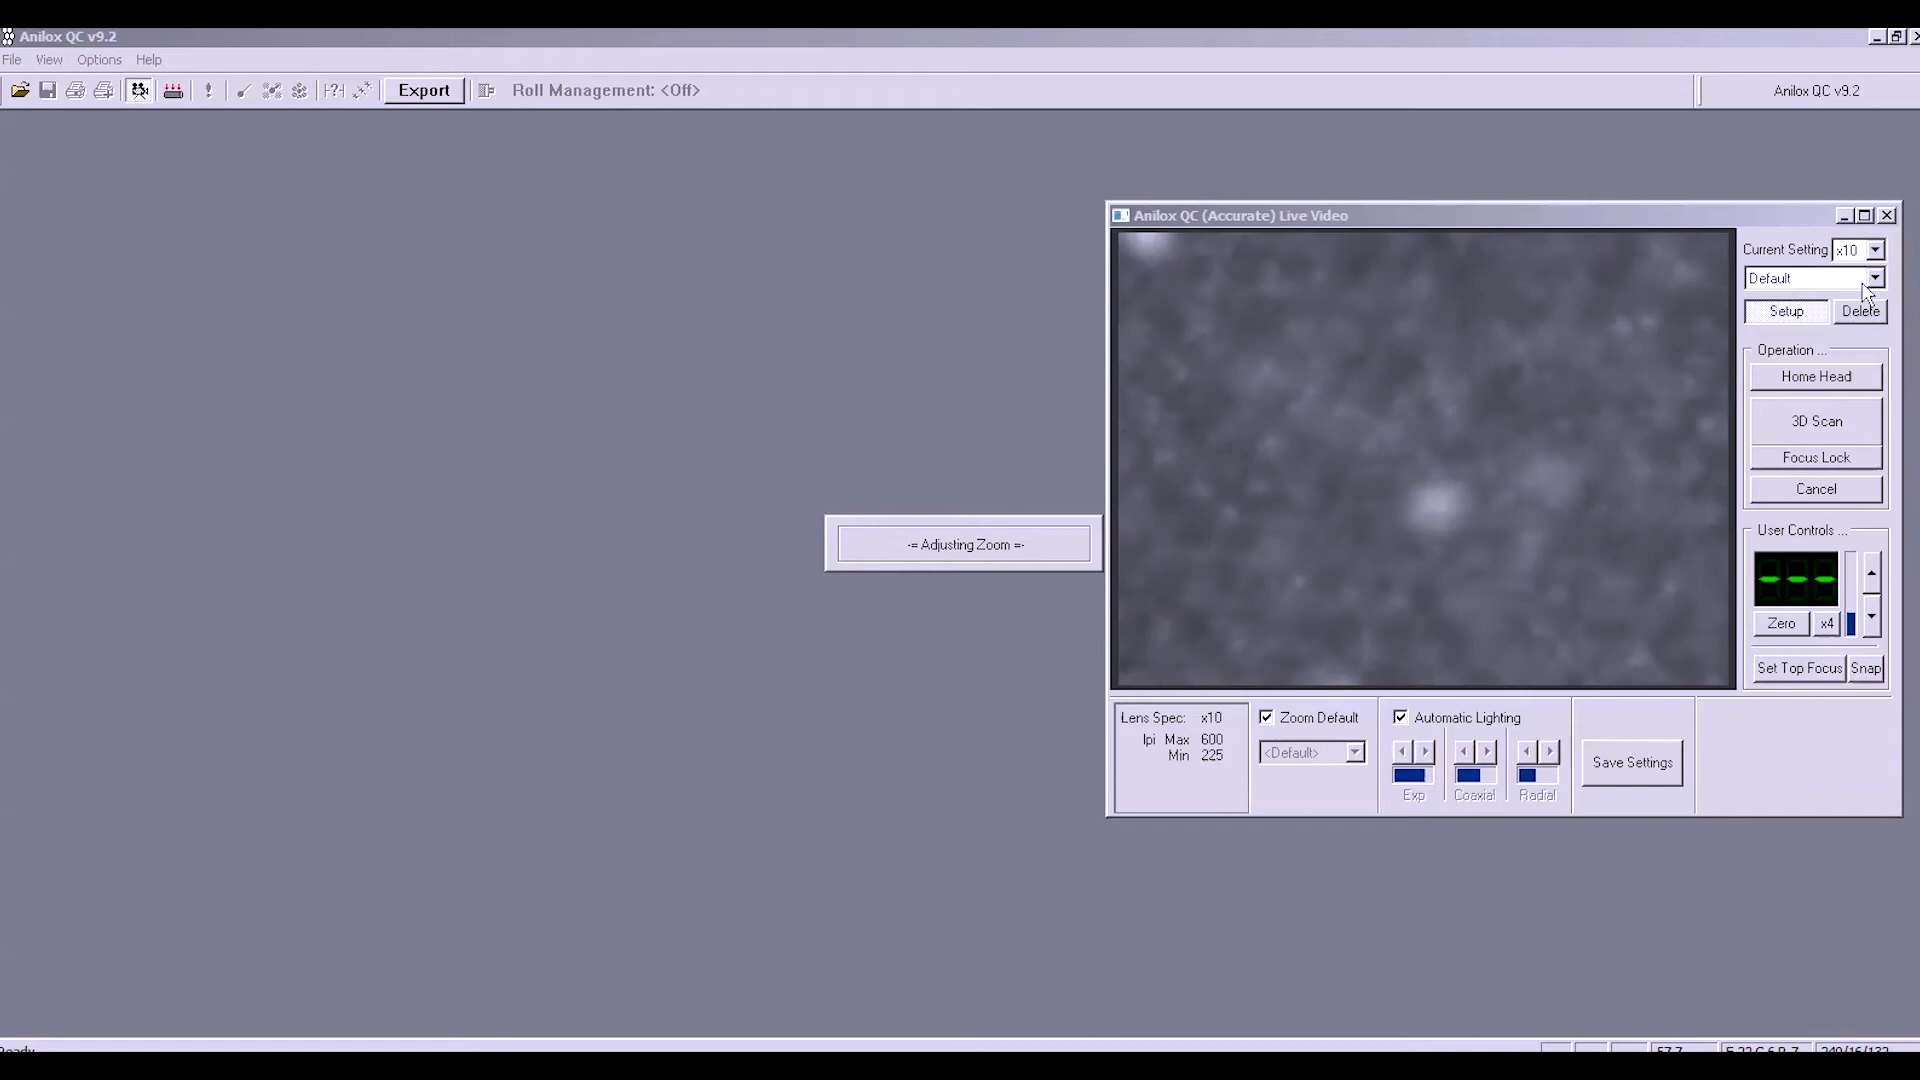 Anilox QC v9.2
File View Options Help
Export
Roll Management: <Off>
Anilox QC v9.2
Anilox QC (Accurate) Live Video
Current Setting x10
Default
Setup Delete
Operation ...
Home Head
3D Scan
Focus Lock
Cancel
-= Adjusting Zoom =-
User Controls ...
---
Zero x4
Set Top Focus Snap
Lens Spec: x10
lpi Max 600
Min 225
Zoom Default
<Default>
Automatic Lighting
Exp Coaxial Radial
Save Settings